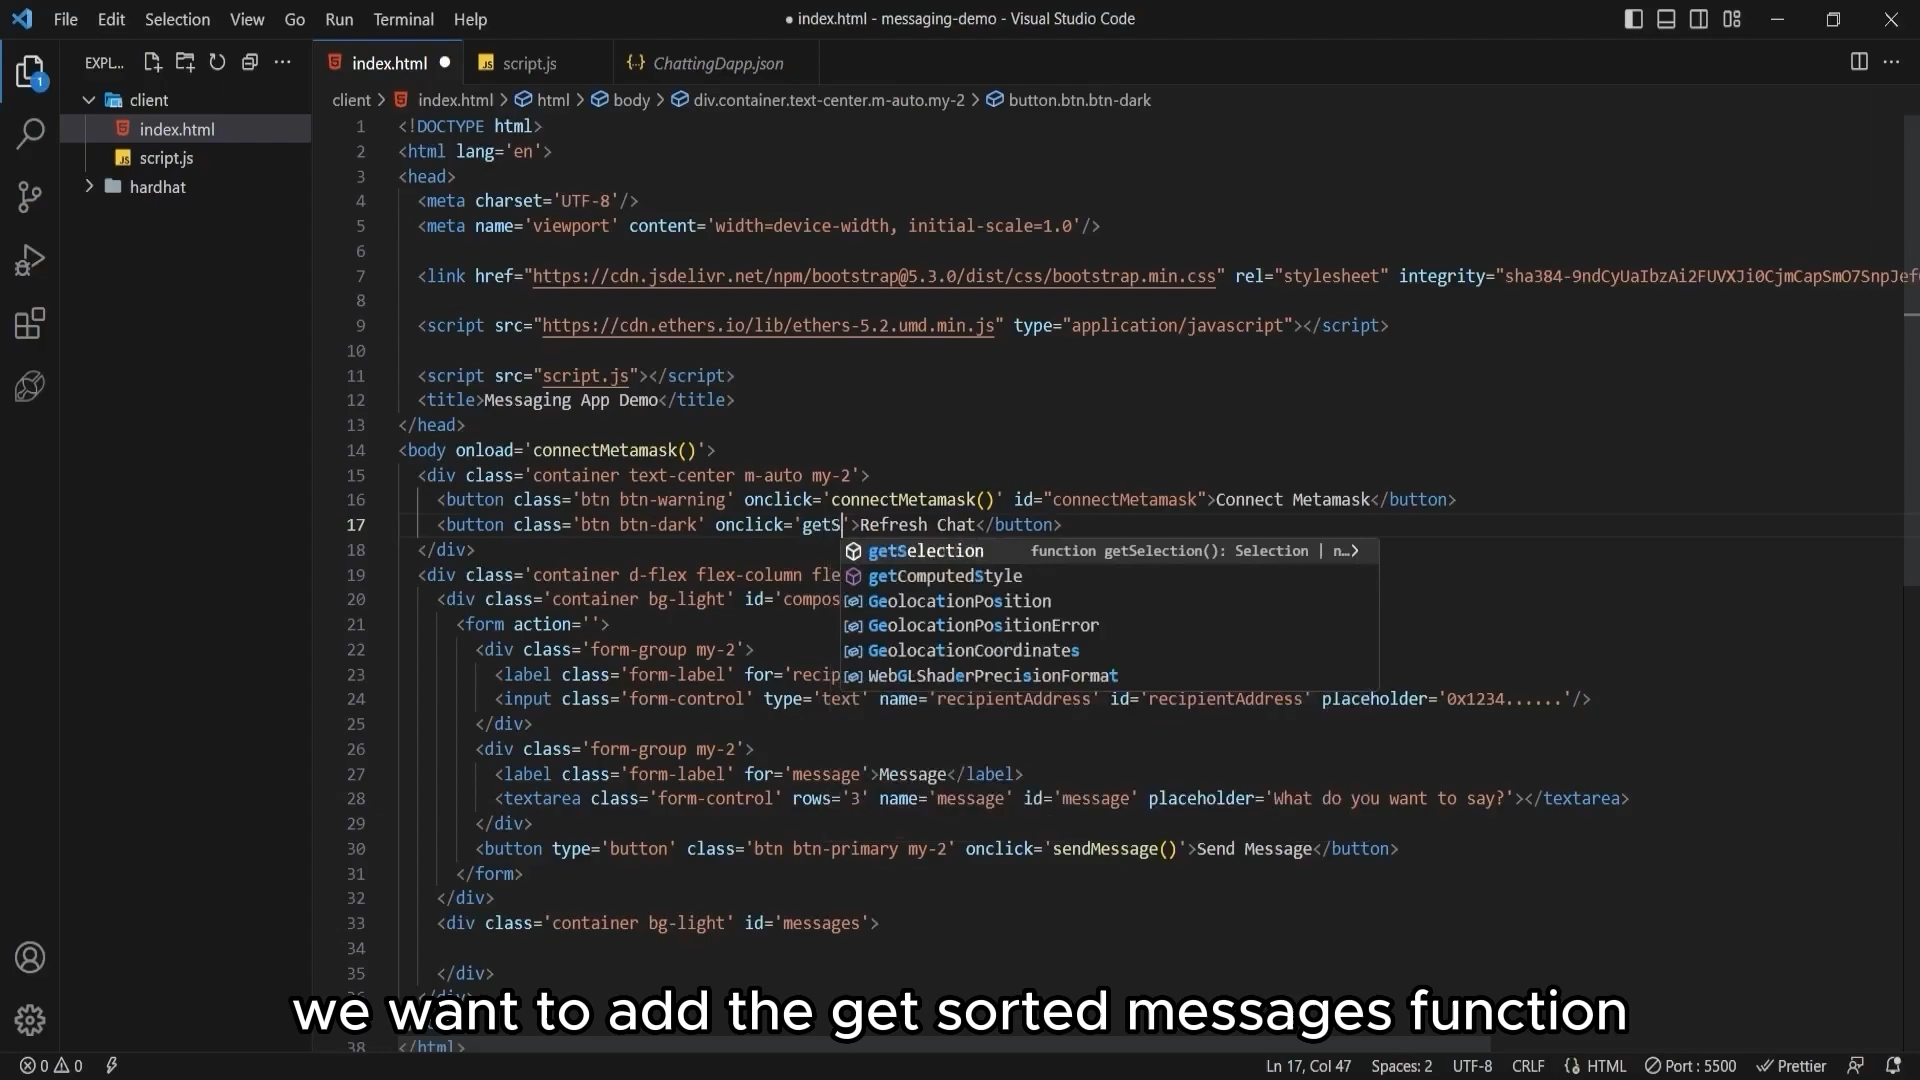 File Edit Selection View Go Run Terminal Help
● index.html - messaging-demo - Visual Studio Code
EXPL...
index.html
script.js
ChattingDapp.json
client
index.html
script.js
hardhat
1
client > index.html > html > body > div.container.text-center.m-auto.my-2 > button.btn.btn-dark
1 <!DOCTYPE html>
2 <html lang='en'>
3 <head>
4 <meta charset='UTF-8'/>
5 <meta name='viewport' content='width=device-width, initial-scale=1.0'/>
6
7 <link href="https://cdn.jsdelivr.net/npm/bootstrap@5.3.0/dist/css/bootstrap.min.css" rel="stylesheet" integrity="sha384-9ndCyUaIbzAi2FUVXJi0CjmCapSmO7SnpJef
8
9 <script src="https://cdn.ethers.io/lib/ethers-5.2.umd.min.js" type="application/javascript"></script>
10
11 <script src="script.js"></script>
12 <title>Messaging App Demo</title>
13 </head>
14 <body onload='connectMetamask()'>
15 <div class='container text-center m-auto my-2'>
16 <button class='btn btn-warning' onclick='connectMetamask()' id="connectMetamask">Connect Metamask</button>
17 <button class='btn btn-dark' onclick='getS'>Refresh Chat</button>
18 </div>
getSelection function getSelection(): Selection | n…>
getComputedStyle
GeolocationPosition
GeolocationPositionError
GeolocationCoordinates
WebGLShaderPrecisionFormat
19 <div class='container d-flex flex-column fle
20 <div class='container bg-light' id='compos
21 <form action=''>
22 <div class='form-group my-2'>
23 <label class='form-label' for='recip
24 <input class='form-control' type='text' name='recipientAddress' id='recipientAddress' placeholder='0x1234......'/>
25 </div>
26 <div class='form-group my-2'>
27 <label class='form-label' for='message'>Message</label>
28 <textarea class='form-control' rows='3' name='message' id='message' placeholder='What do you want to say?'></textarea>
29 </div>
30 <button type='button' class='btn btn-primary my-2' onclick='sendMessage()'>Send Message</button>
31 </form>
32 </div>
33 <div class='container bg-light' id='messages'>
34
35 </div>
we want to add the get sorted messages function
38 </html>
0 0
Ln 17, Col 47 Spaces: 2 UTF-8 CRLF HTML Port : 5500 Prettier